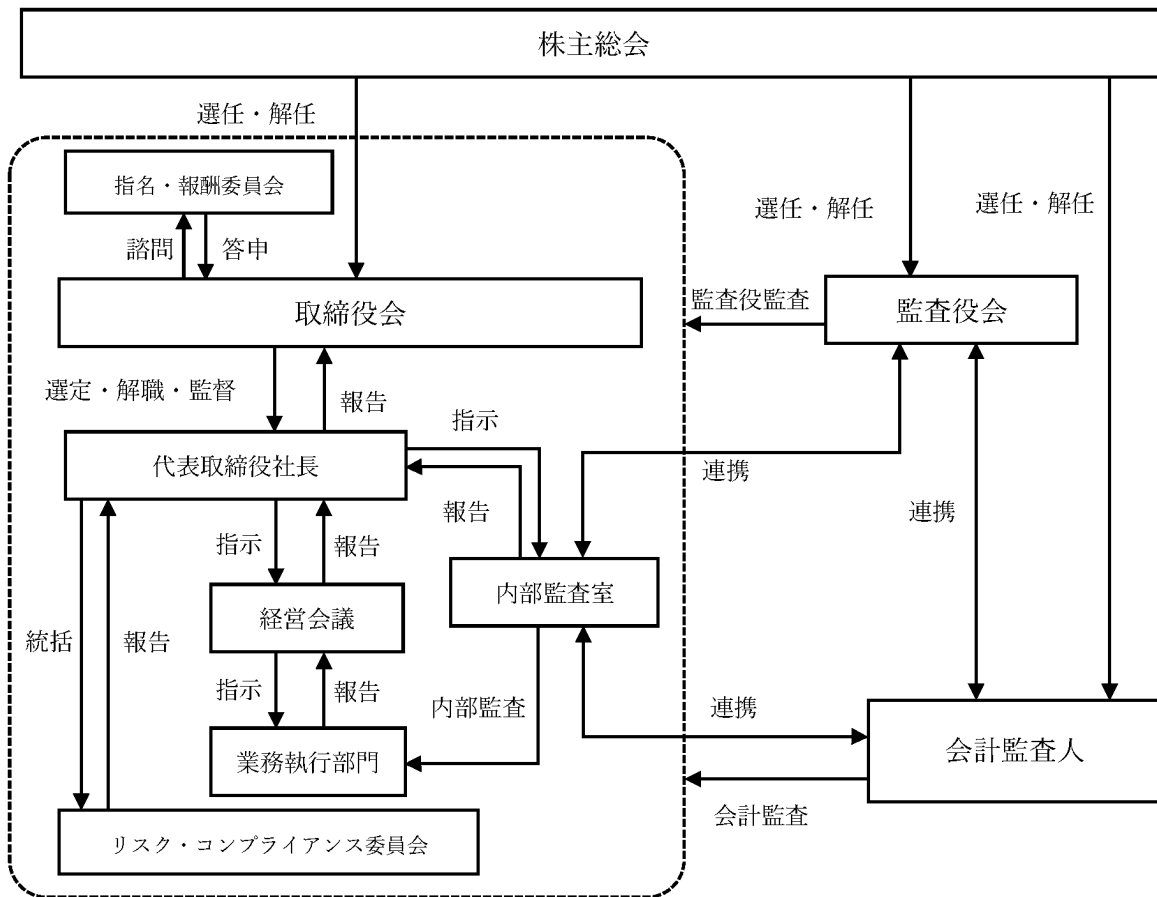 株主総会
選任・解任
指名・報酬委員会
選任・解任
選任・解任
諮問
答申
取締役会
監査役監査
監査役会
選定・解職・監督
報告
指示
代表取締役社長
連携
報告
連携
指示
報告
内部監査室
経営会議
統括
報告
指示
報告
内部監査
連携
業務執行部門
会計監査人
会計監査
リスク・コンプライアンス委員会